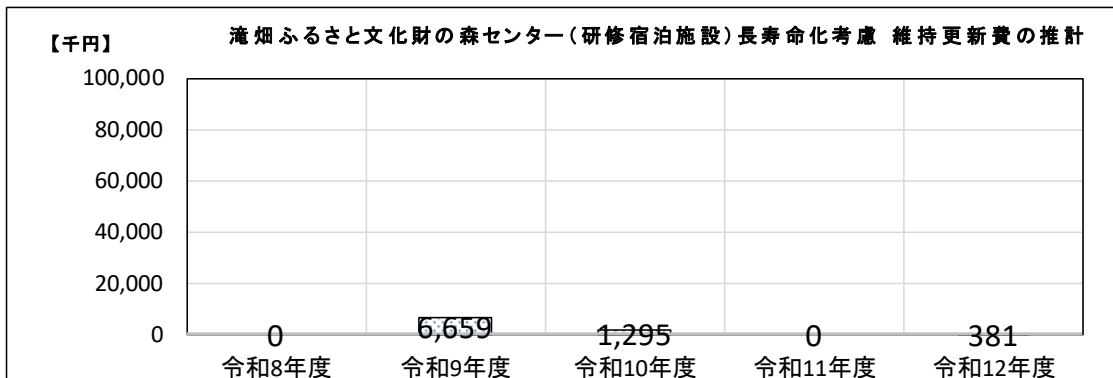 【千円】 滝畑ふるさと文化財の森センター(研修宿泊施設)長寿命化考慮 維持更新費の推計
100,000
80,000
60,000
40,000
20,000
0
0 6,659 1,295 0 381
令和8年度 令和9年度 令和10年度 令和11年度 令和12年度